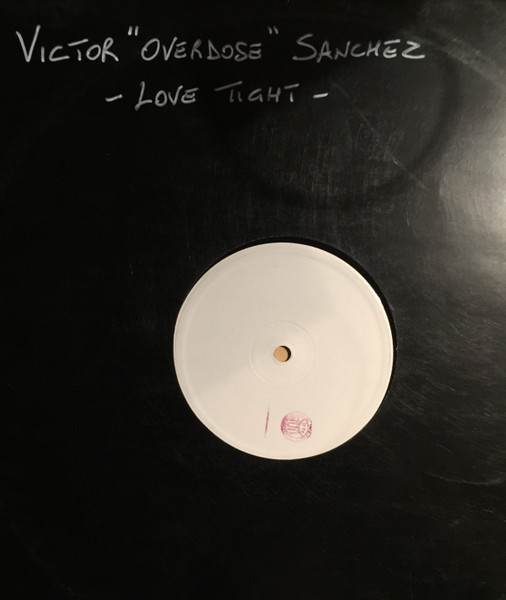 VICTOR "OVERDOSE" SANCHEZ
- LOVE TIGHT -